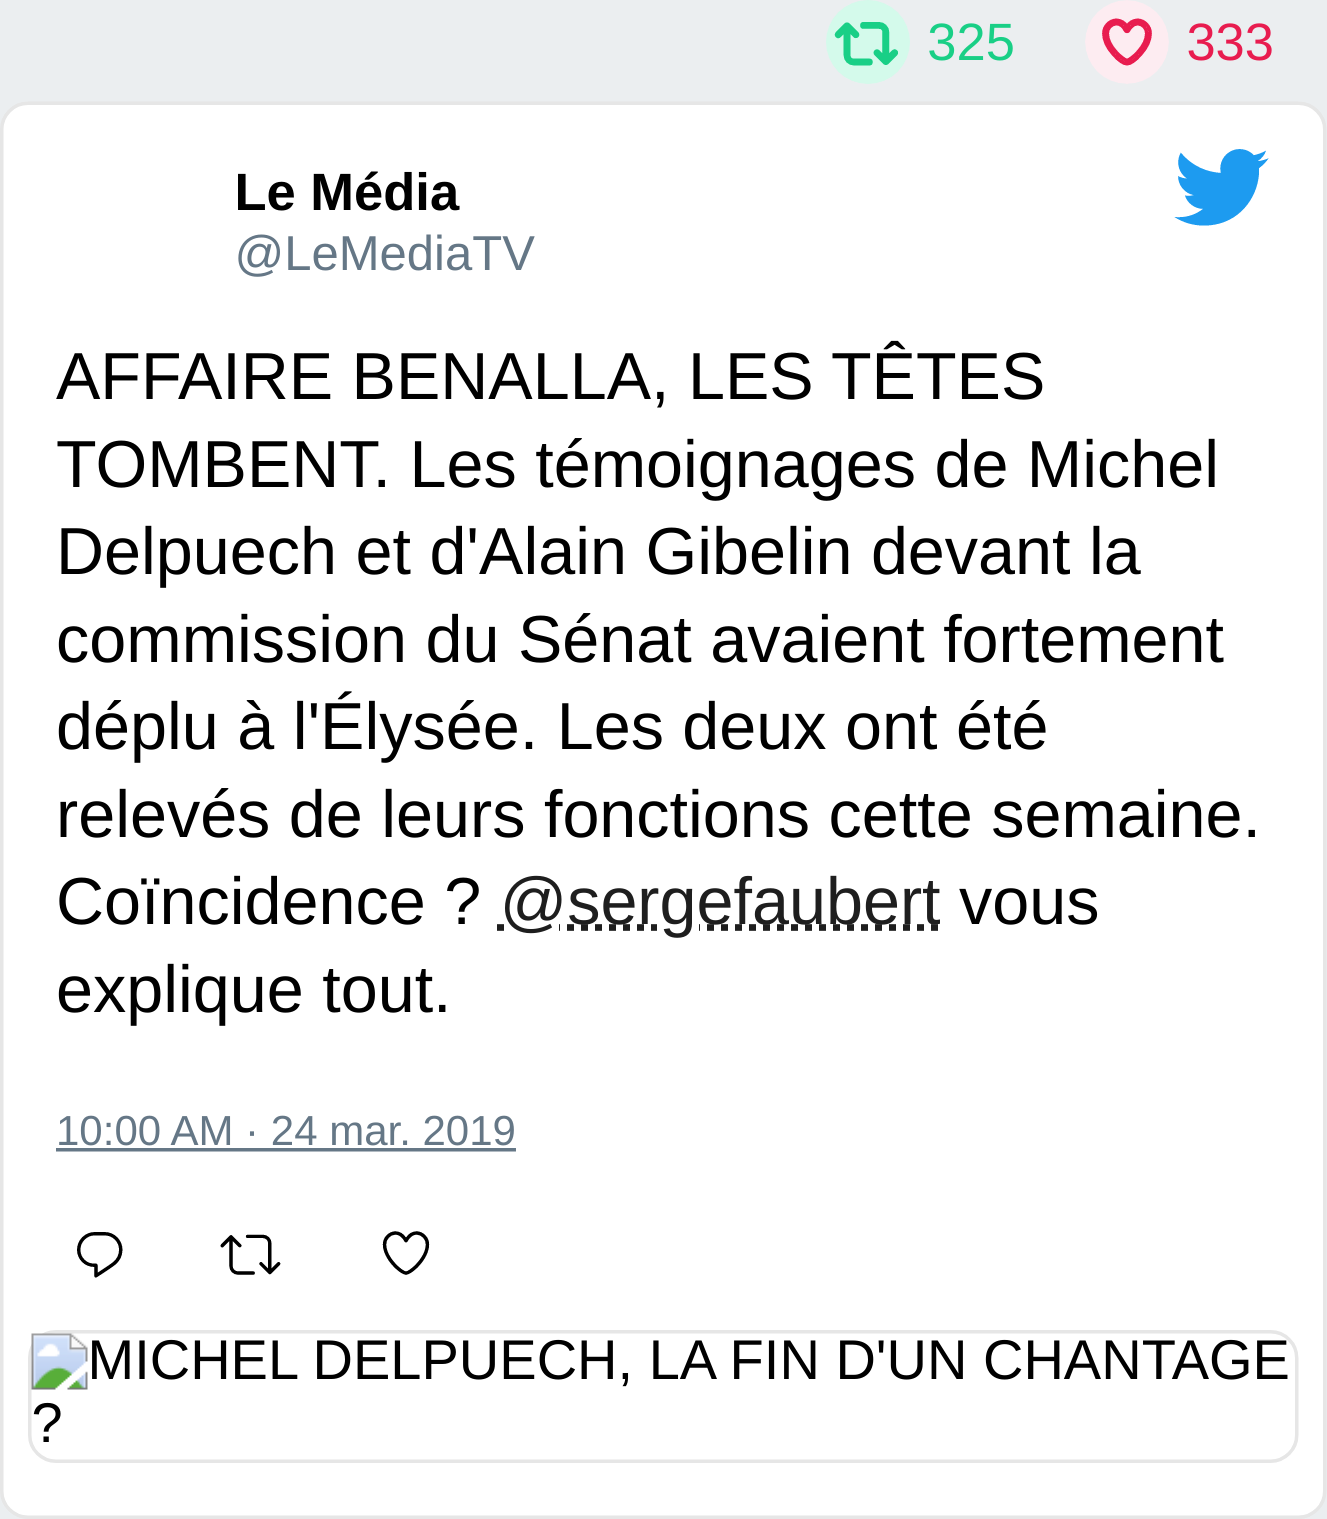 325 333
Le Média
@LeMediaTV
AFFAIRE BENALLA, LES TÊTES
TOMBENT. Les témoignages de Michel
Delpuech et d'Alain Gibelin devant la
commission du Sénat avaient fortement
déplu à l'Élysée. Les deux ont été
relevés de leurs fonctions cette semaine.
Coïncidence ? @sergefaubert vous
explique tout.
10:00 AM · 24 mar. 2019
MICHEL DELPUECH, LA FIN D'UN CHANTAGE
?